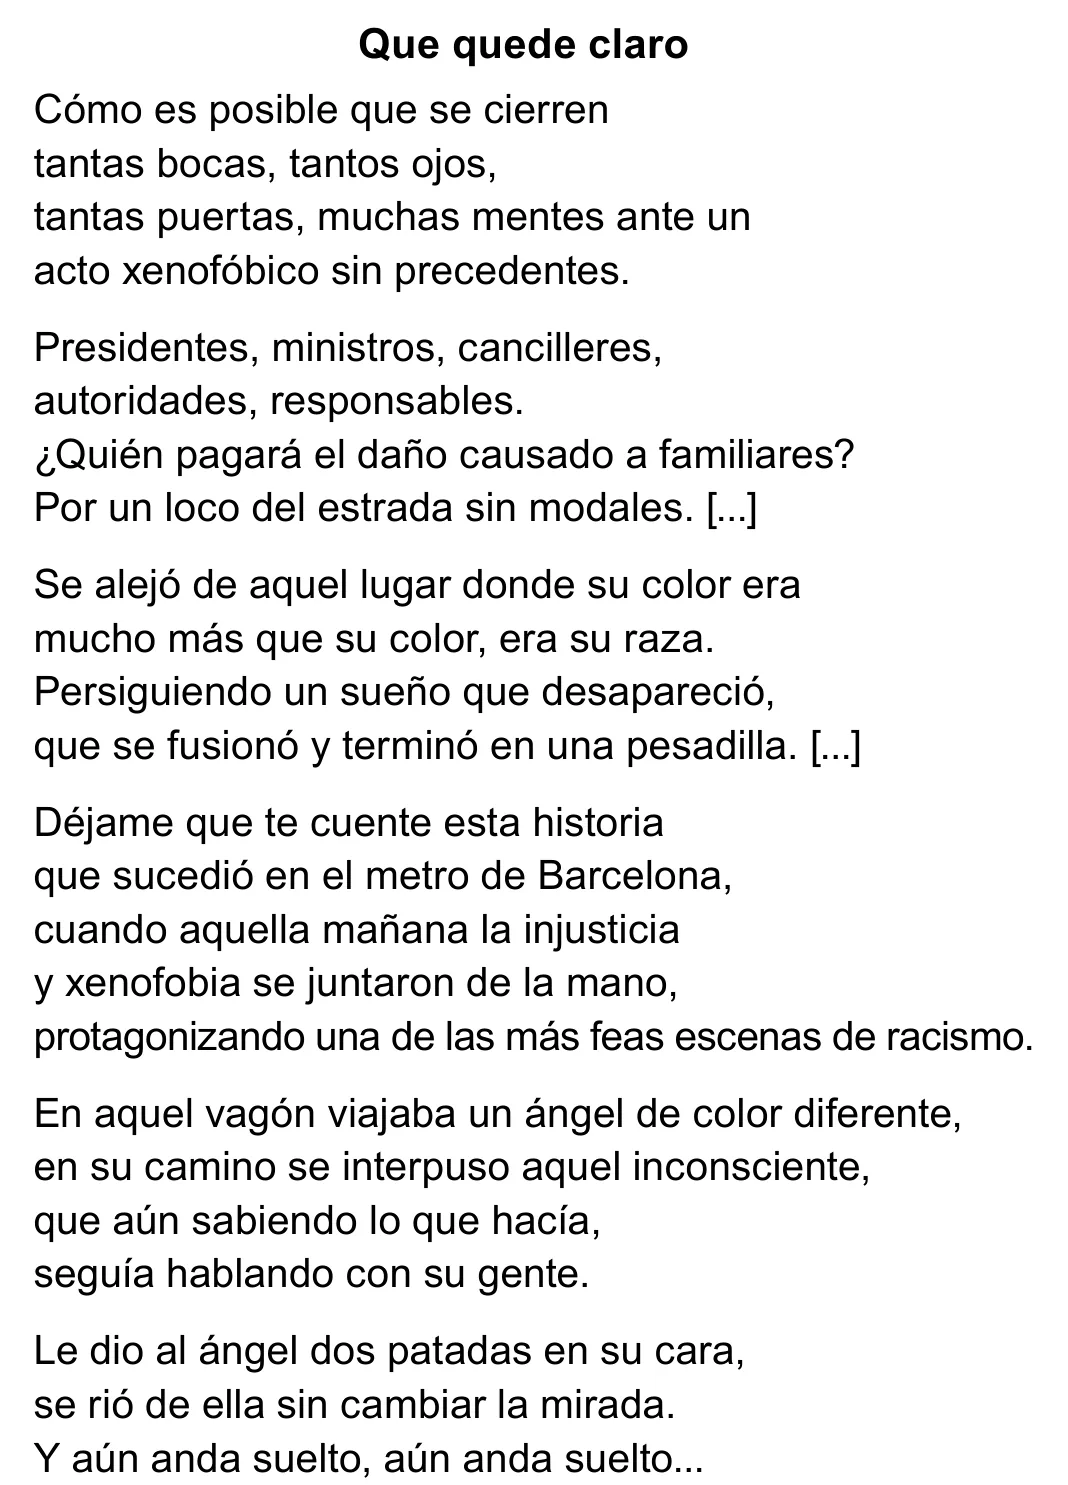 Que quede claro
Cómo es posible que se cierren
tantas bocas, tantos ojos,
tantas puertas, muchas mentes ante un
acto xenofóbico sin precedentes.
Presidentes, ministros, cancilleres,
autoridades, responsables.
¿Quién pagará el daño causado a familiares?
Por un loco del estrada sin modales. [...]
Se alejó de aquel lugar donde su color era
mucho más que su color, era su raza.
Persiguiendo un sueño que desapareció,
que se fusionó y terminó en una pesadilla. [...]
Déjame que te cuente esta historia
que sucedió en el metro de Barcelona,
cuando aquella mañana la injusticia
y xenofobia se juntaron de la mano,
protagonizando una de las más feas escenas de racismo.
En aquel vagón viajaba un ángel de color diferente,
en su camino se interpuso aquel inconsciente,
que aún sabiendo lo que hacía,
seguía hablando con su gente.
Le dio al ángel dos patadas en su cara,
se rió de ella sin cambiar la mirada.
Y aún anda suelto, aún anda suelto...